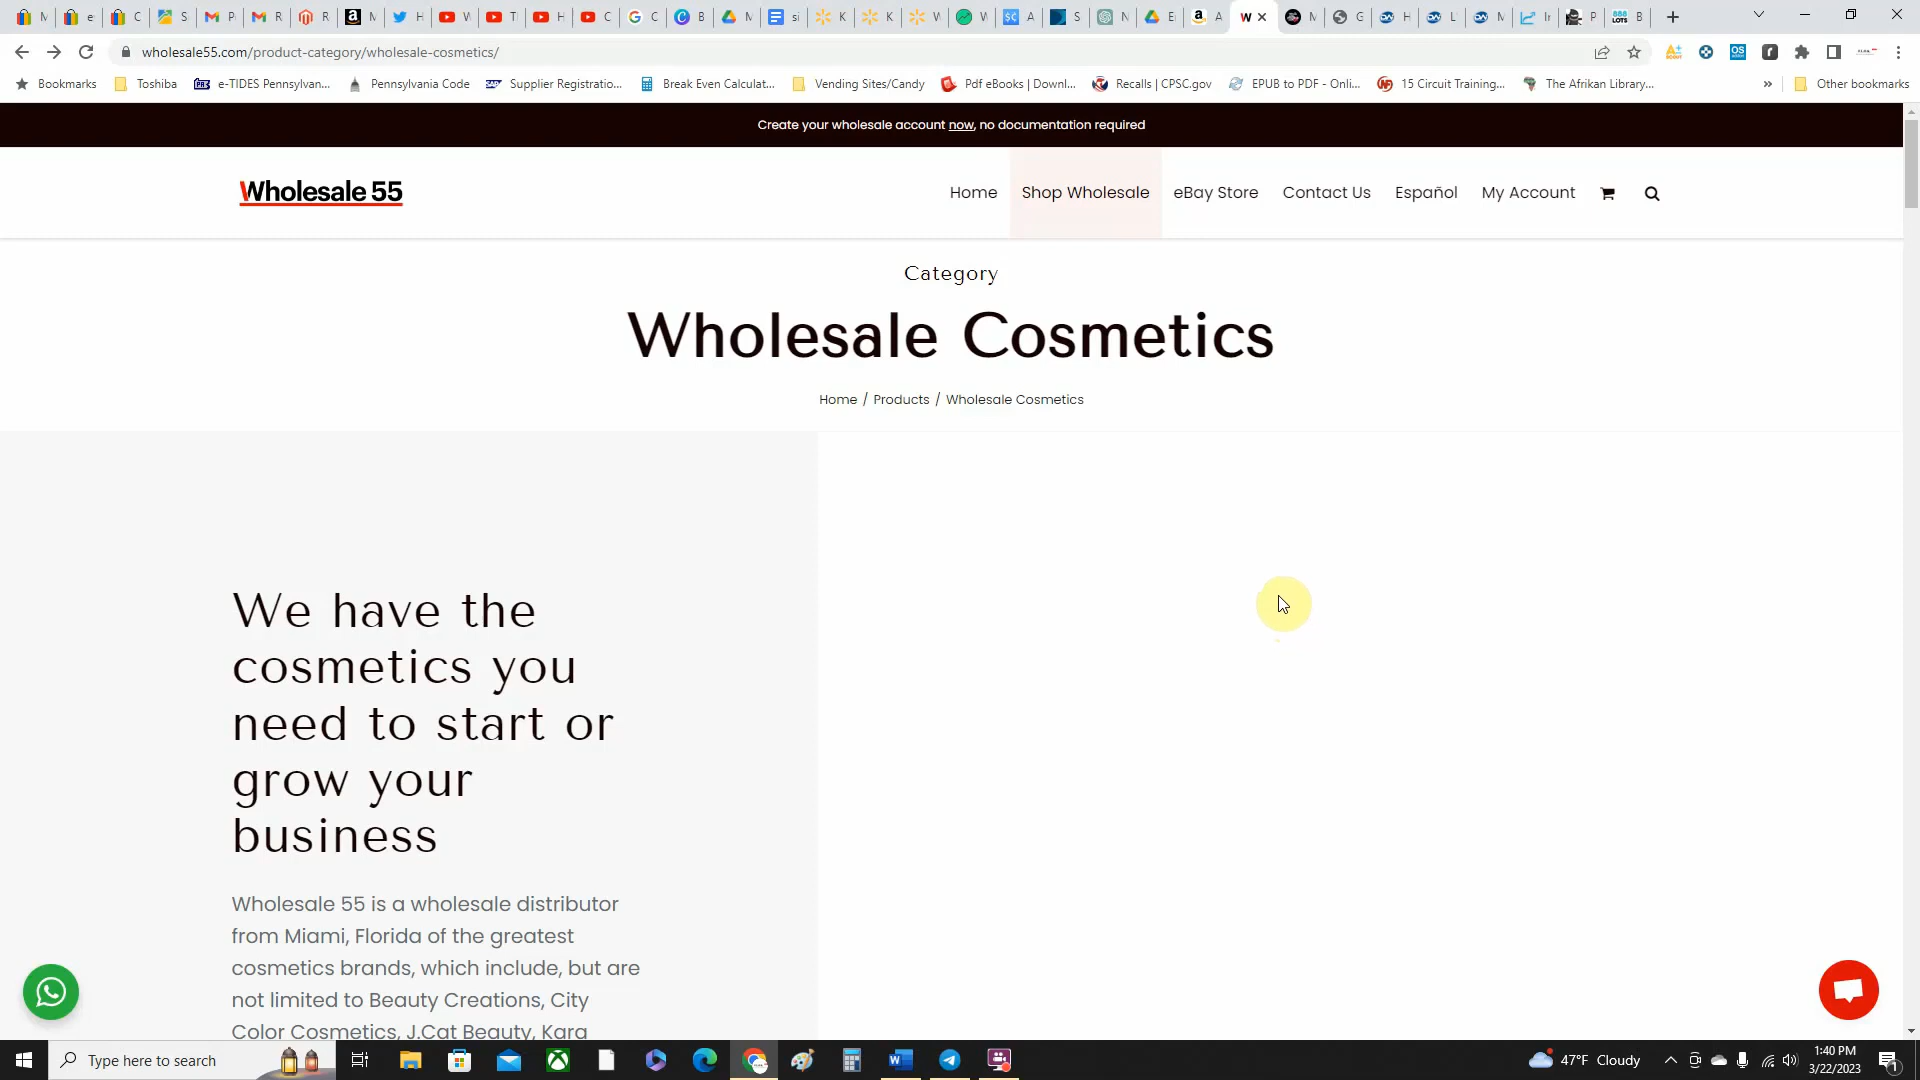 wholesale55.com/product-category/wholesale-cosmetics/
Bookmarks Toshiba e-TIDES Pennsylvan... Pennsylvania Code Supplier Registratio... Break Even Calculat... Vending Sites/Candy Pdf eBooks | Downl... Recalls | CPSC.gov EPUB to PDF - Onli... 15 Circuit Training... The Afrikan Library... » Other bookmarks
Create your wholesale account now, no documentation required
Wholesale 55
Home Shop Wholesale eBay Store Contact Us Español My Account
Category
Wholesale Cosmetics
Home / Products / Wholesale Cosmetics
We have the
cosmetics you
need to start or
grow your
business
Wholesale 55 is a wholesale distributor
from Miami, Florida of the greatest
cosmetics brands, which include, but are
not limited to Beauty Creations, City
Color Cosmetics, J.Cat Beauty, Kara
Type here to search
47°F Cloudy
1:40 PM
3/22/2023